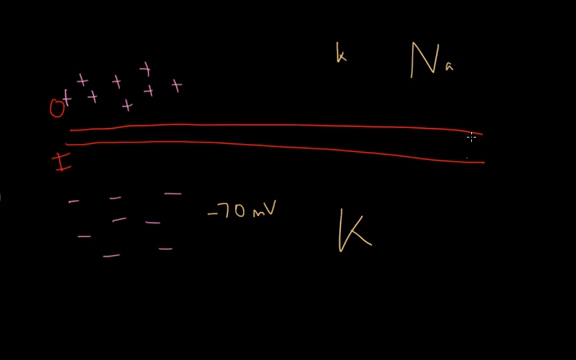 k Na
O + + + + + + + +
I
- - - - - - - -
-70 mV
K